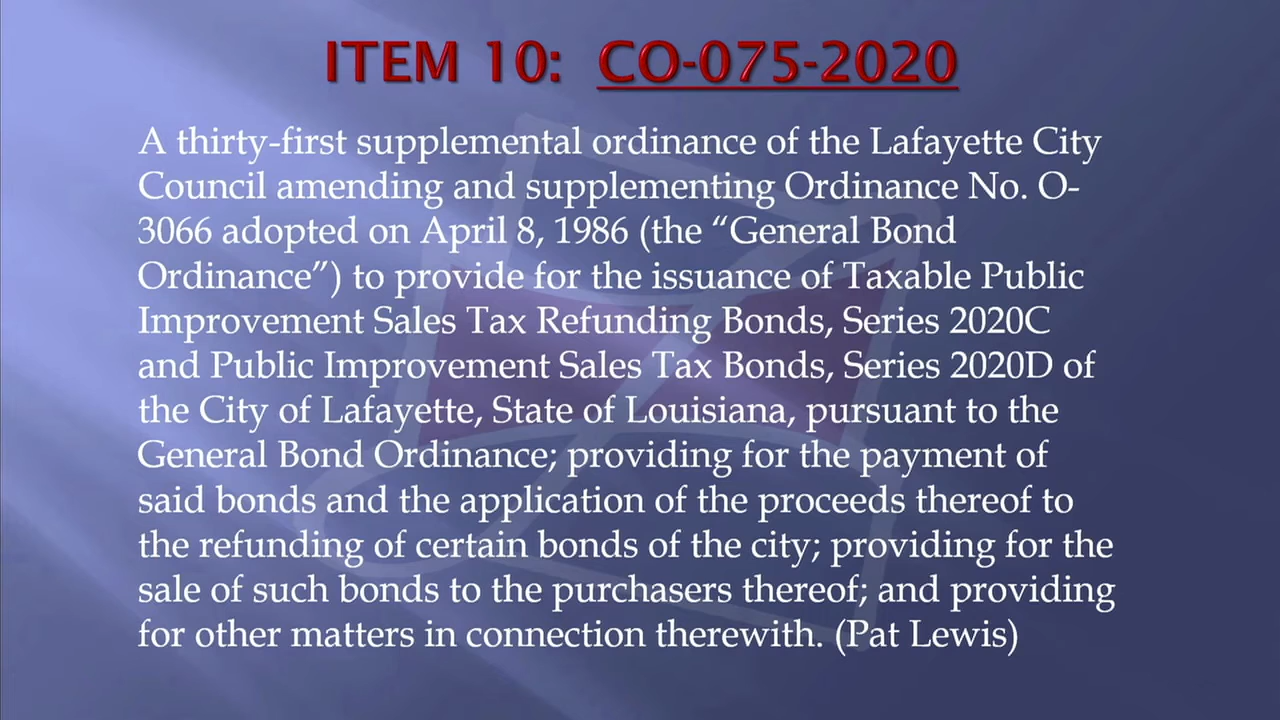 ITEM 10: CO-075-2020
A thirty-first supplemental ordinance of the Lafayette City
Council amending and supplementing Ordinance No. O-
3066 adopted on April 8, 1986 (the “General Bond
Ordinance”) to provide for the issuance of Taxable Public
Improvement Sales Tax Refunding Bonds, Series 2020C
and Public Improvement Sales Tax Bonds, Series 2020D of
the City of Lafayette, State of Louisiana, pursuant to the
General Bond Ordinance; providing for the payment of
said bonds and the application of the proceeds thereof to
the refunding of certain bonds of the city; providing for the
sale of such bonds to the purchasers thereof; and providing
for other matters in connection therewith. (Pat Lewis)